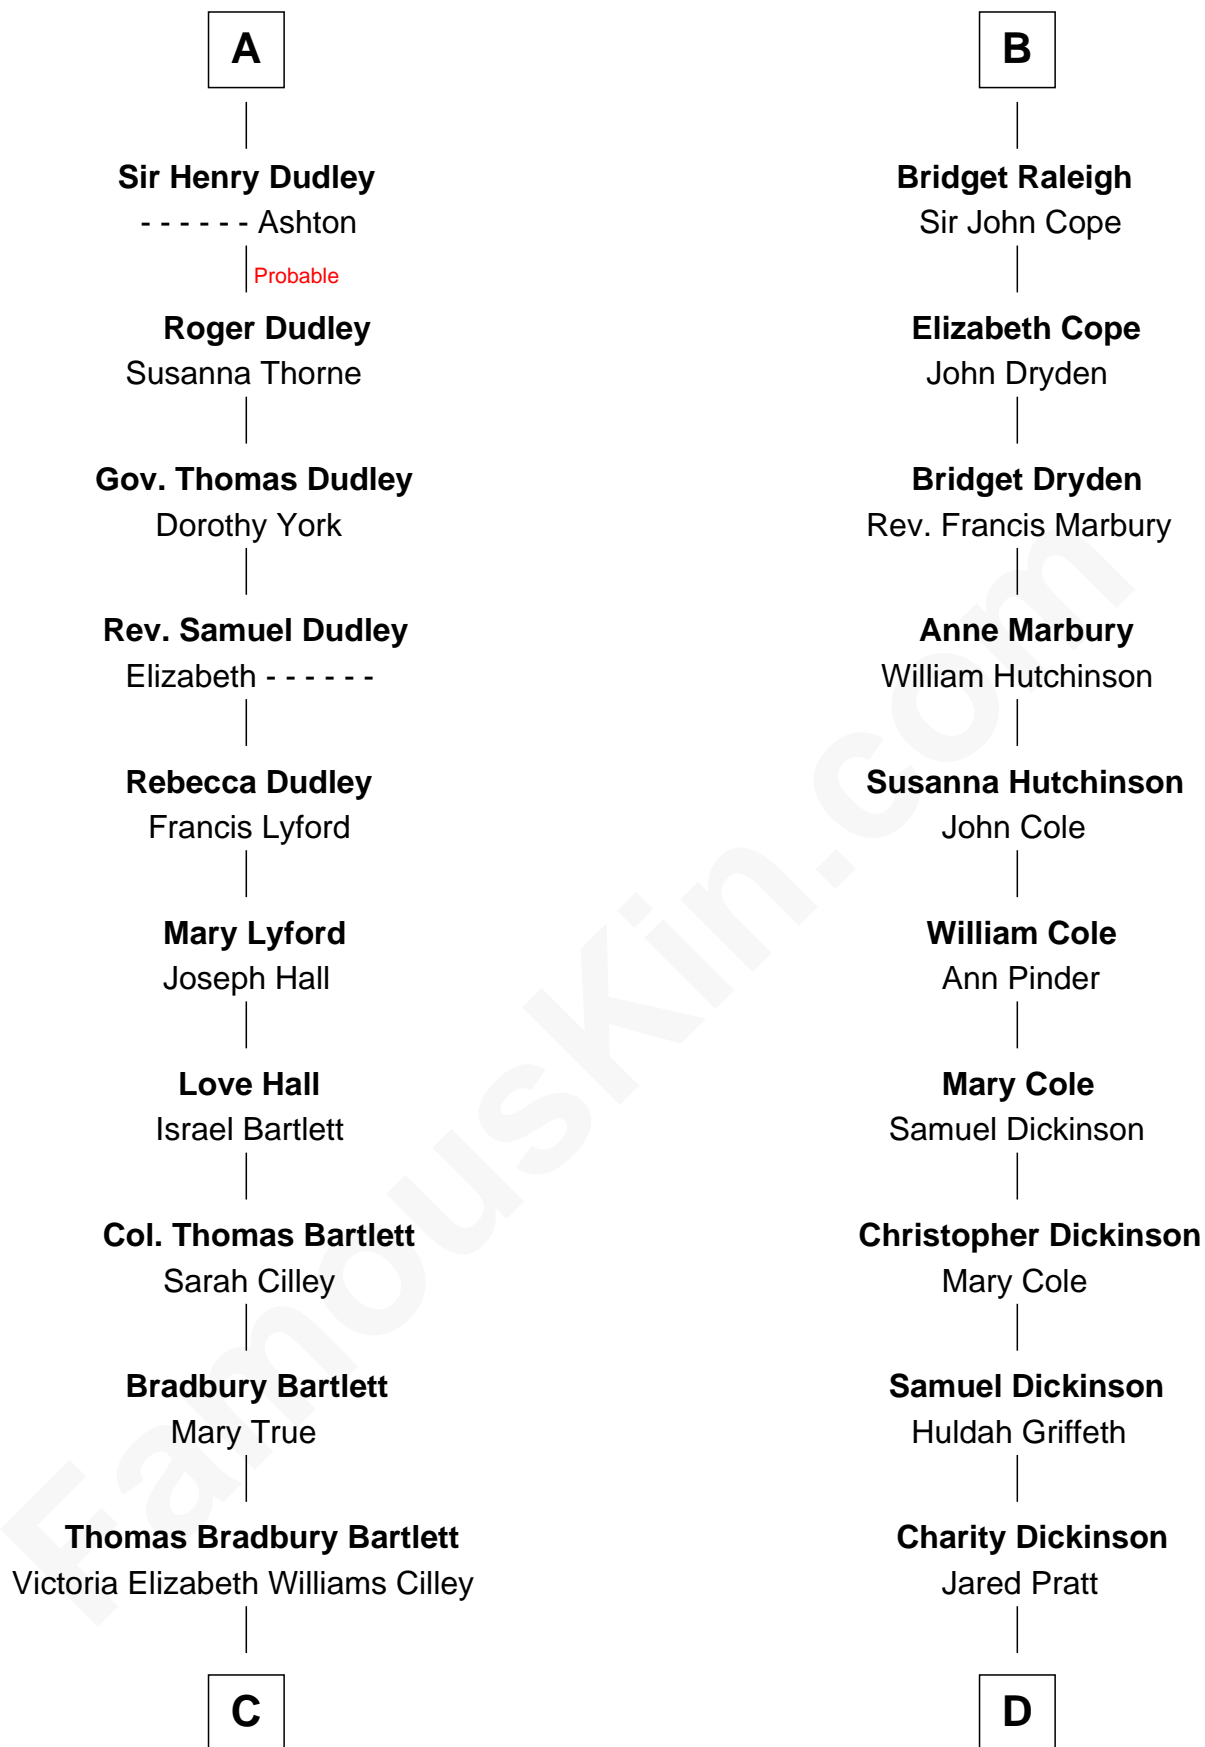 A
Sir Henry Dudley
- - - - - - Ashton
Probable
Roger Dudley
Susanna Thorne
Gov. Thomas Dudley
Dorothy York
Rev. Samuel Dudley
Elizabeth - - - - - -
Rebecca Dudley
Francis Lyford
Mary Lyford
Joseph Hall
Love Hall
Israel Bartlett
Col. Thomas Bartlett
Sarah Cilley
Bradbury Bartlett
Mary True
Thomas Bradbury Bartlett
Victoria Elizabeth Williams Cilley
C
B
Bridget Raleigh
Sir John Cope
Elizabeth Cope
John Dryden
Bridget Dryden
Rev. Francis Marbury
Anne Marbury
William Hutchinson
Susanna Hutchinson
John Cole
William Cole
Ann Pinder
Mary Cole
Samuel Dickinson
Christopher Dickinson
Mary Cole
Samuel Dickinson
Huldah Griffeth
Charity Dickinson
Jared Pratt
D
FamousKin.com